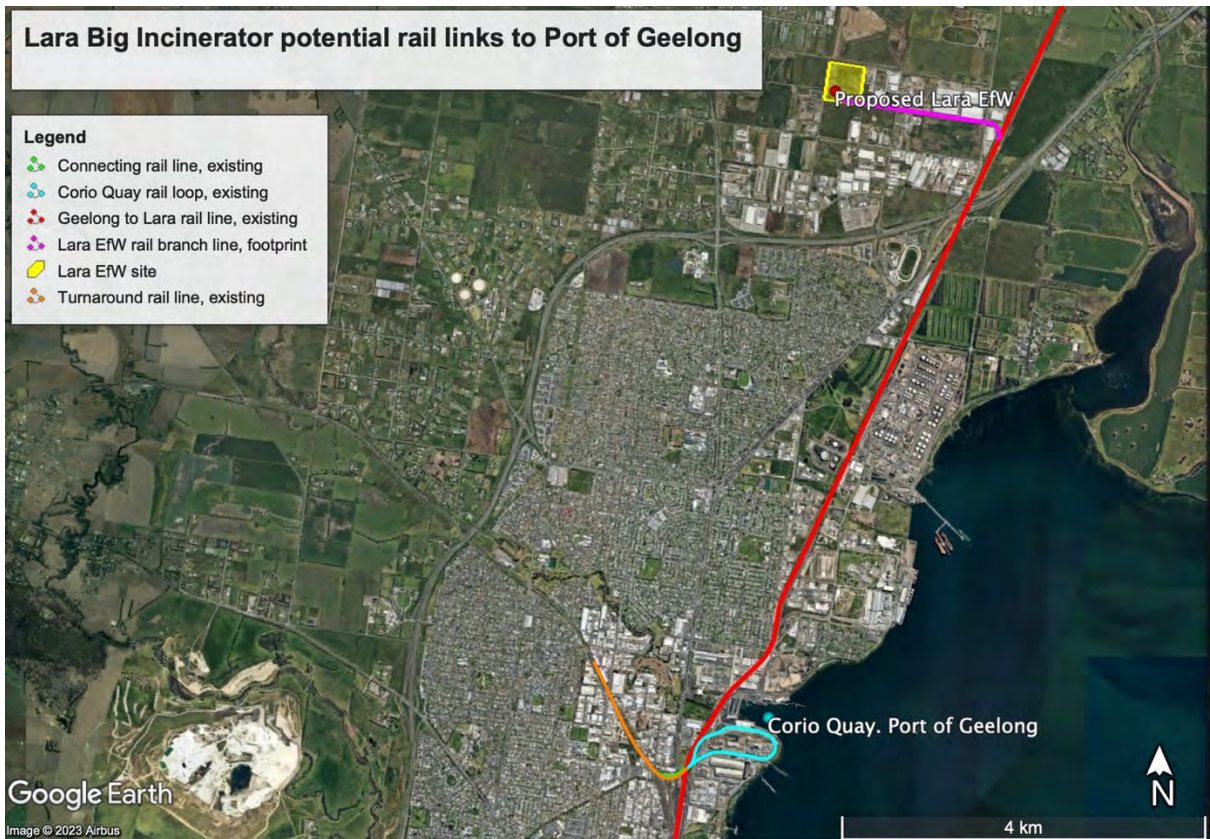 Lara Big Incinerator potential rail links to Port of Geelong
Legend
Connecting rail line, existing
Corio Quay rail loop, existing
Geelong to Lara rail line, existing
Lara EfW rail branch line, footprint
Lara EfW site
Turnaround rail line, existing
Proposed Lara EfW
Corio Quay. Port of Geelong
N
Google Earth
4 km
Image © 2023 Airbus